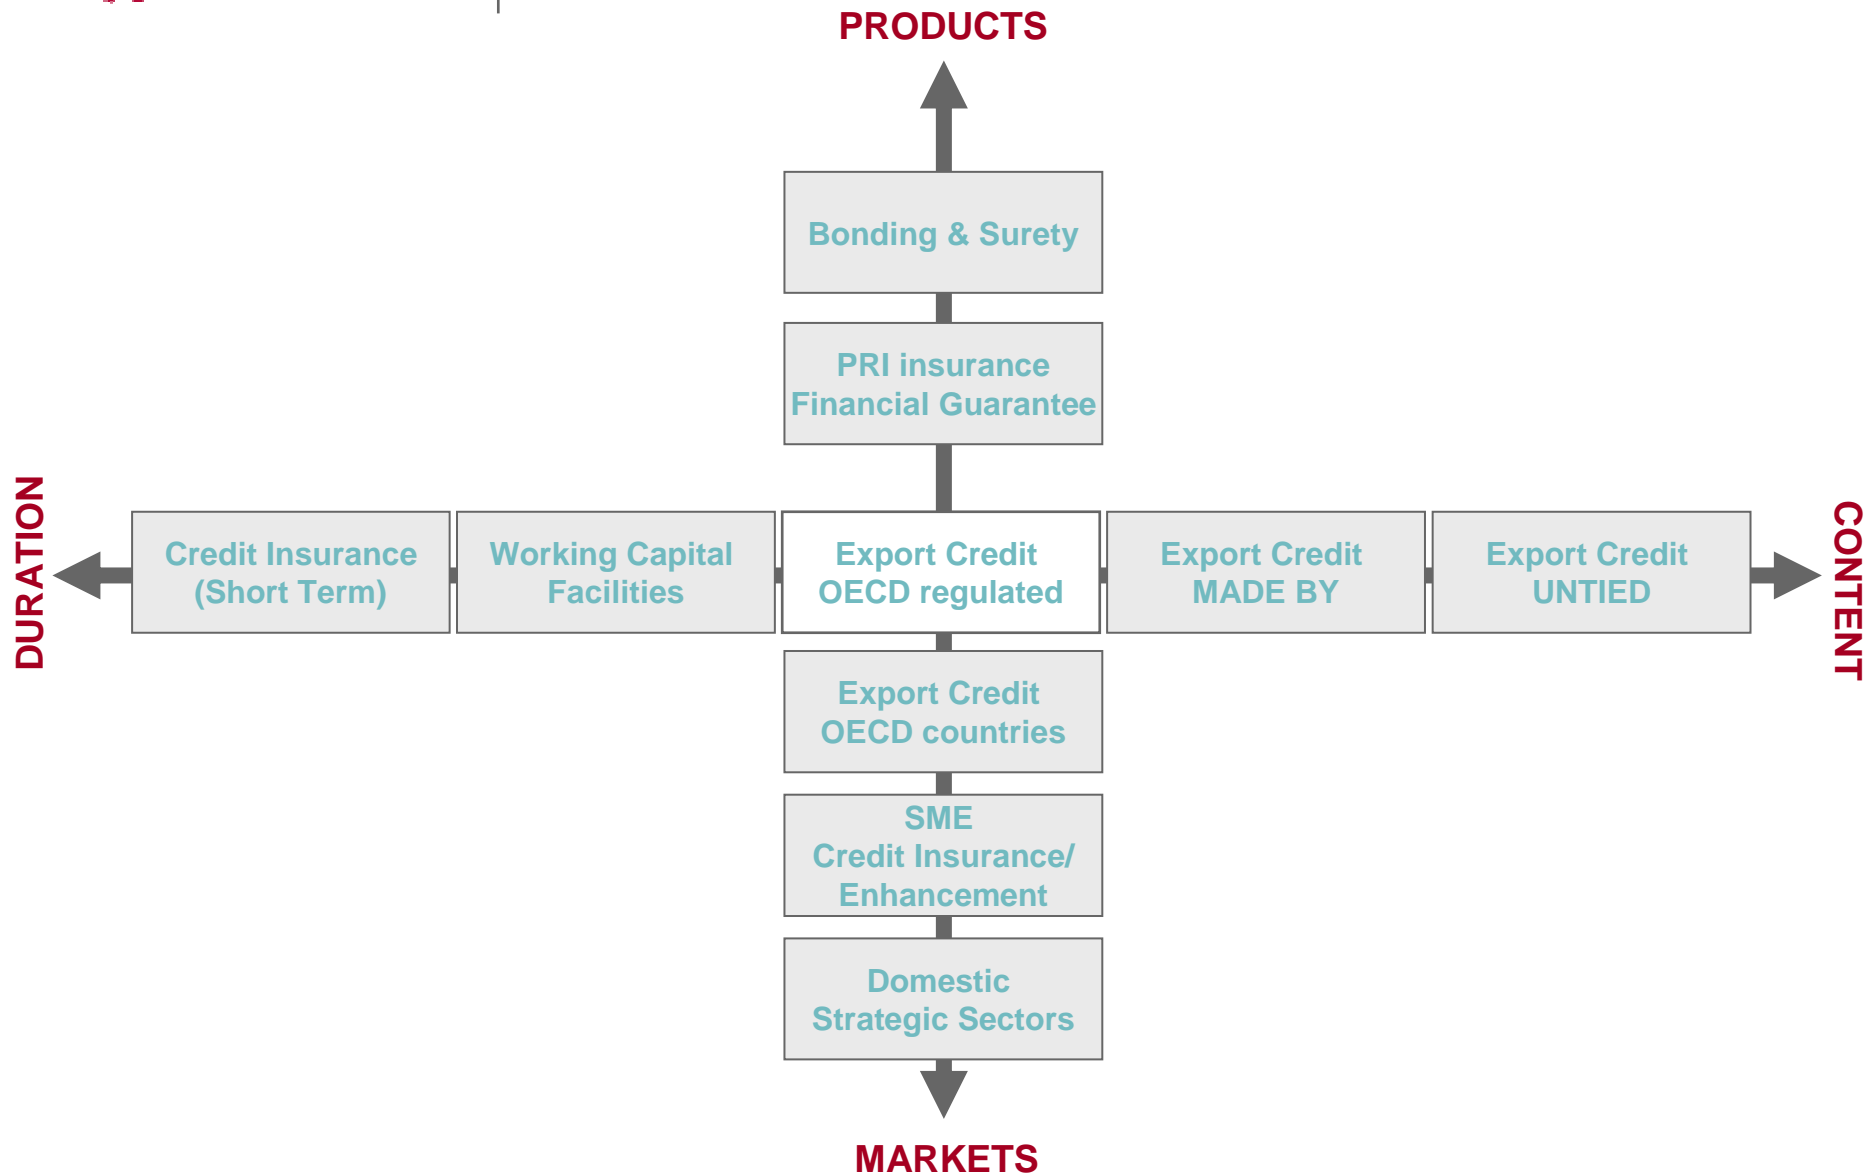 PRODUCTS
Bonding & Surety
PRI insurance
Financial Guarantee
DURATION
Credit Insurance
(Short Term)
Working Capital
Facilities
Export Credit
OECD regulated
Export Credit
MADE BY
Export Credit
UNTIED
CONTENT
Export Credit
OECD countries
SME
Credit Insurance/
Enhancement
Domestic
Strategic Sectors
MARKETS